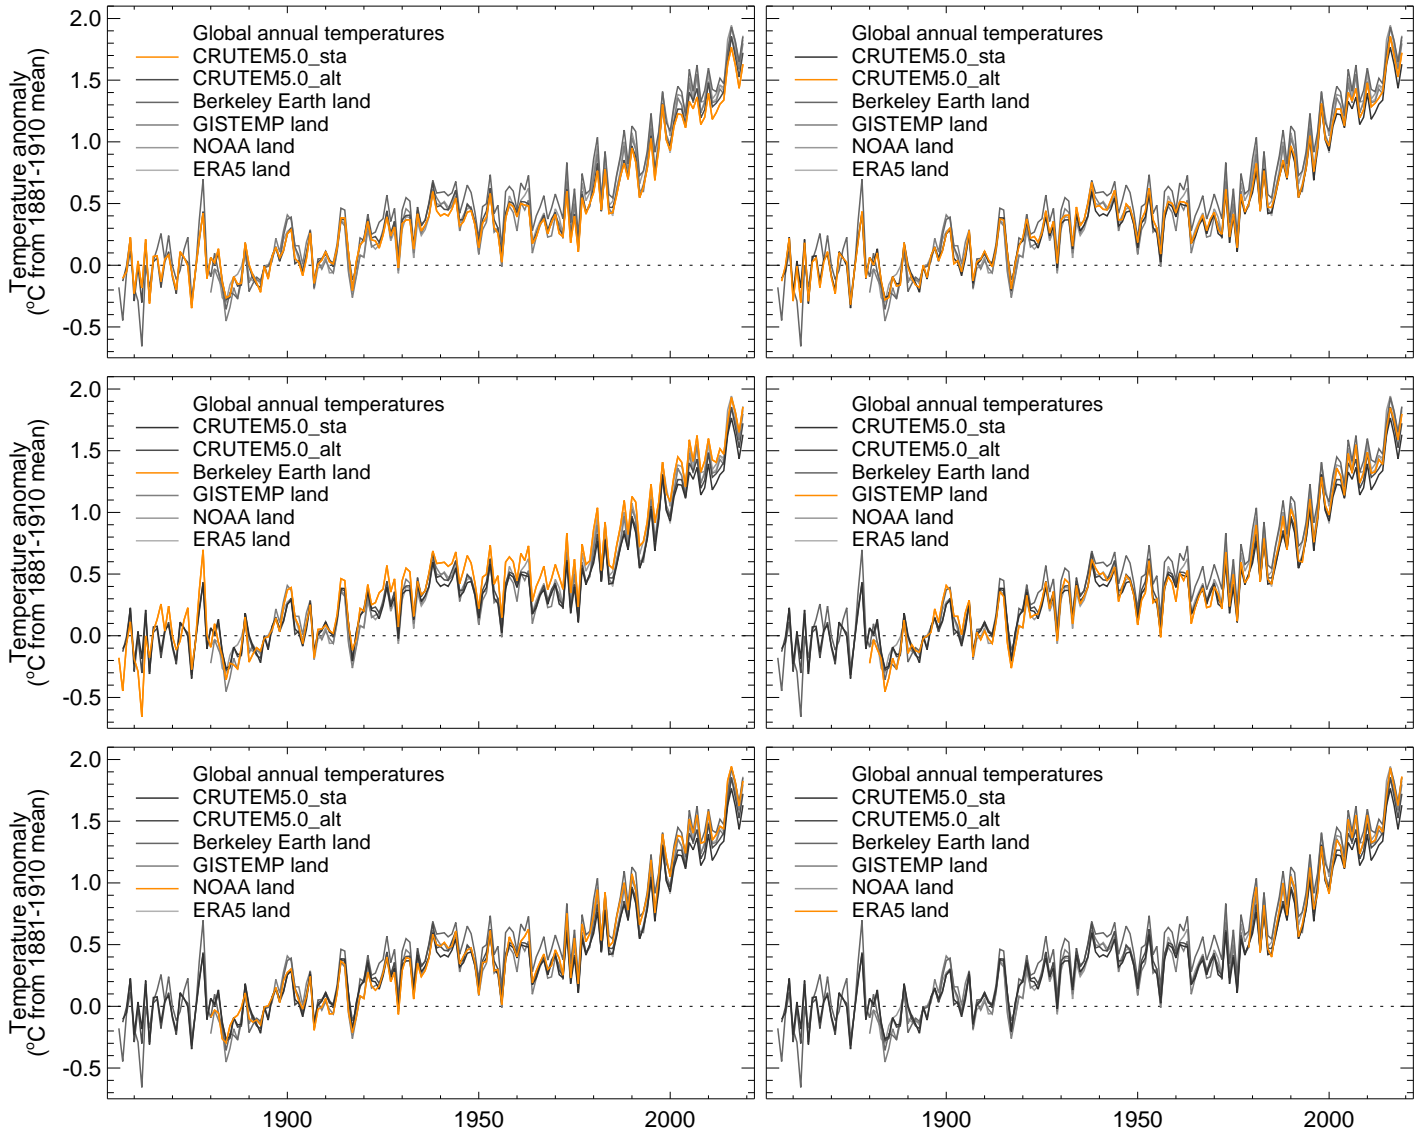 Temperature anomaly
(ºC from 1881-1910 mean)
2.0
1.5
1.0
0.5
0.0
-0.5
Global annual temperatures
CRUTEM5.0_sta
CRUTEM5.0_alt
Berkeley Earth land
GISTEMP land
NOAA land
ERA5 land
Global annual temperatures
CRUTEM5.0_sta
CRUTEM5.0_alt
Berkeley Earth land
GISTEMP land
NOAA land
ERA5 land
Temperature anomaly
(ºC from 1881-1910 mean)
2.0
1.5
1.0
0.5
0.0
-0.5
Global annual temperatures
CRUTEM5.0_sta
CRUTEM5.0_alt
Berkeley Earth land
GISTEMP land
NOAA land
ERA5 land
Global annual temperatures
CRUTEM5.0_sta
CRUTEM5.0_alt
Berkeley Earth land
GISTEMP land
NOAA land
ERA5 land
Temperature anomaly
(ºC from 1881-1910 mean)
2.0
1.5
1.0
0.5
0.0
-0.5
Global annual temperatures
CRUTEM5.0_sta
CRUTEM5.0_alt
Berkeley Earth land
GISTEMP land
NOAA land
ERA5 land
Global annual temperatures
CRUTEM5.0_sta
CRUTEM5.0_alt
Berkeley Earth land
GISTEMP land
NOAA land
ERA5 land
1900 1950 2000
1900 1950 2000